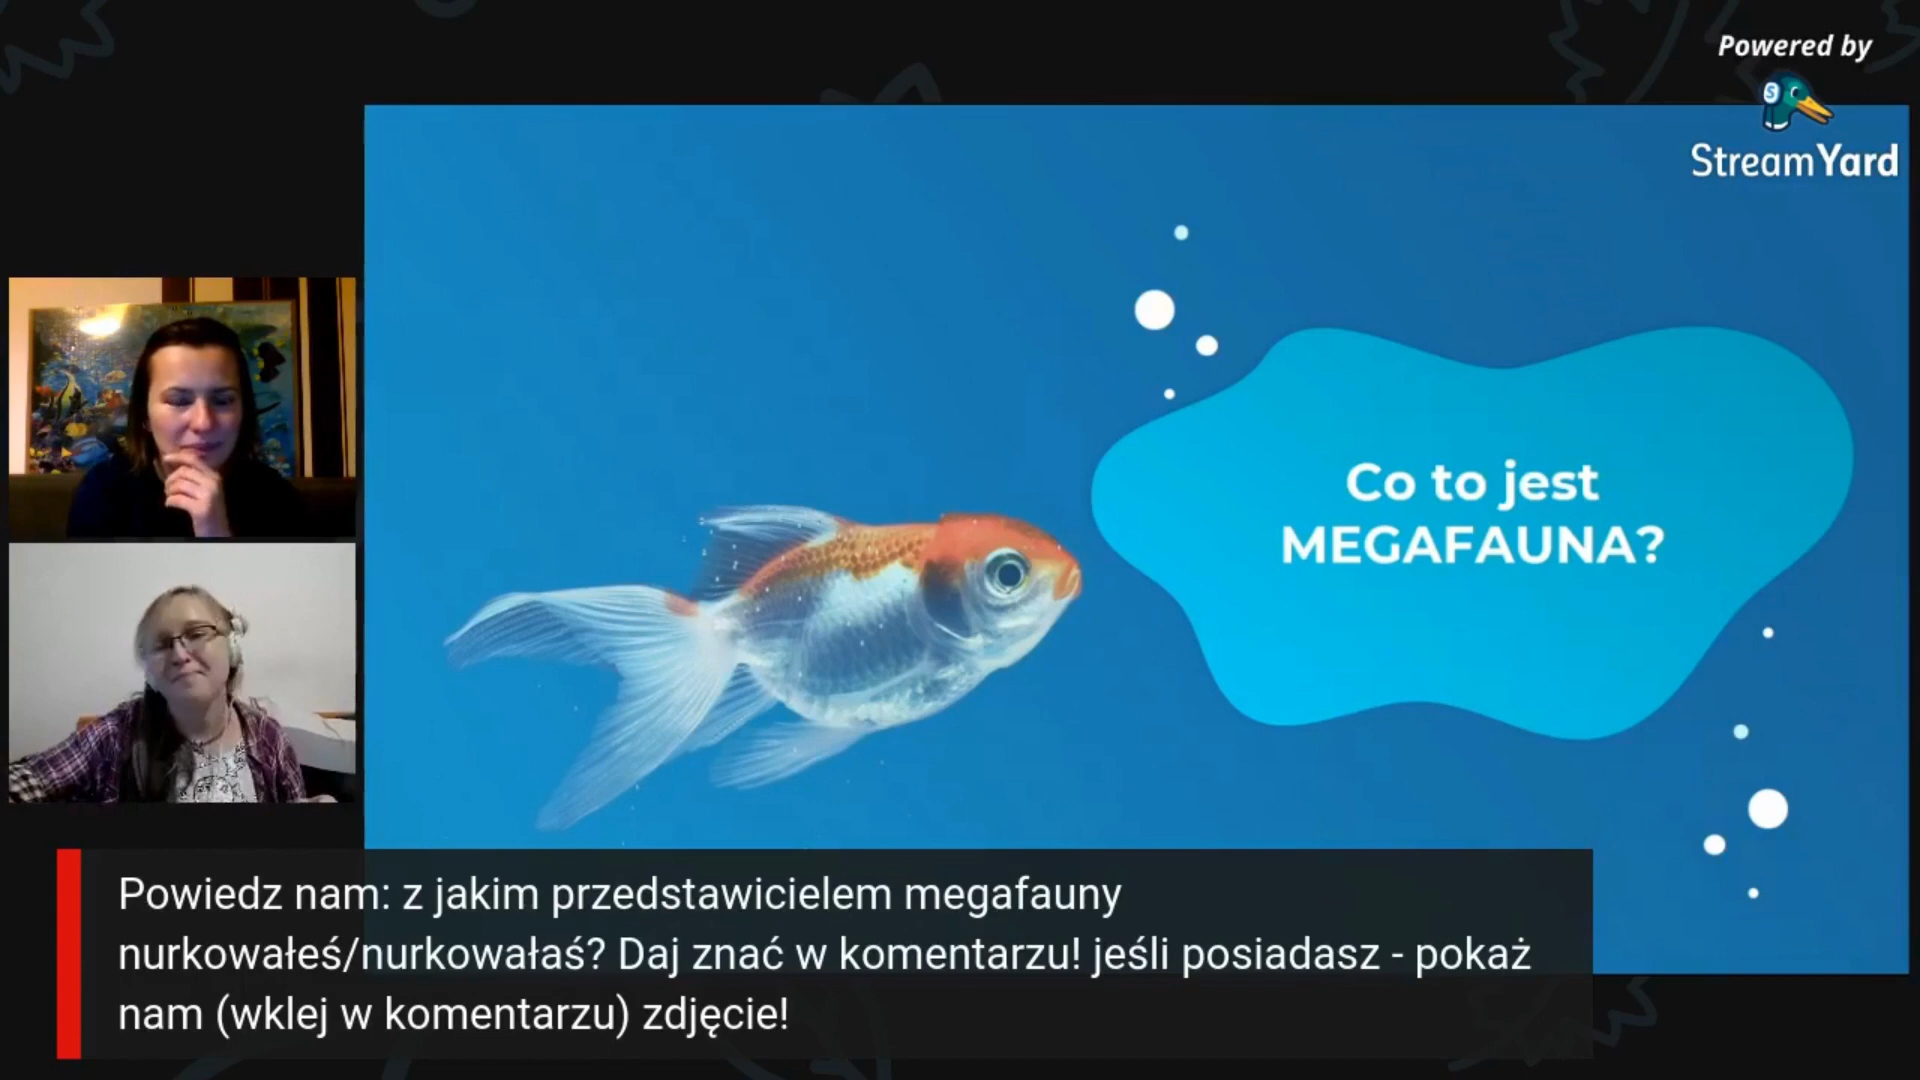 Powered by
S
StreamYard
Co to jest
MEGAFAUNA?
Powiedz nam: z jakim przedstawicielem megafauny
nurkowałeś/nurkowałaś? Daj znać w komentarzu! jeśli posiadasz - pokaż
nam (wklej w komentarzu) zdjęcie!